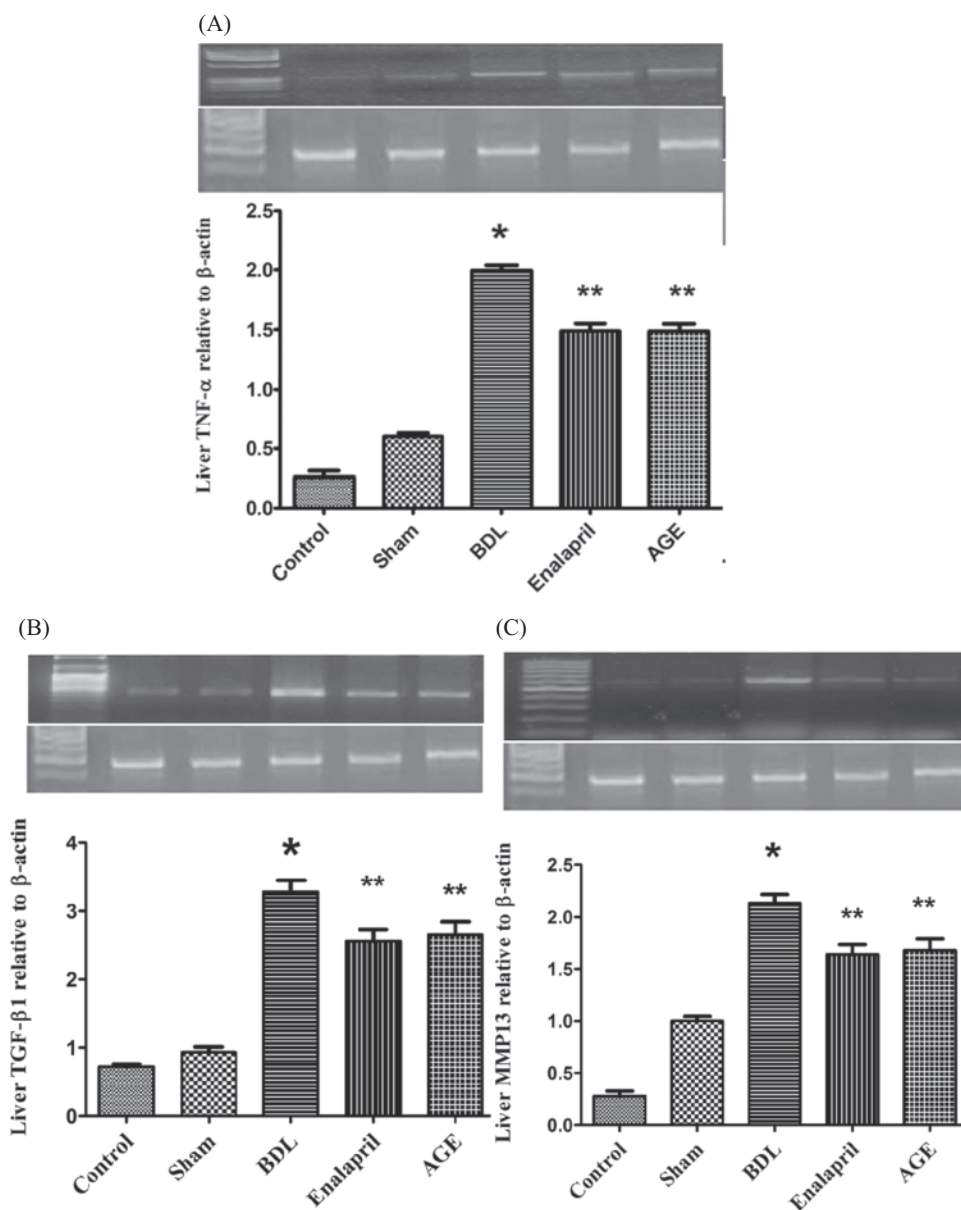 (A)
Liver TNF-α relative to β-actin
2.5
2.0
1.5
1.0
0.5
0.0
*
**
**
Control
Sham
BDL
Enalapril
AGE
(B)
Liver TGF-β1 relative to β-actin
4
3
2
1
0
*
**
**
Control
Sham
BDL
Enalapril
AGE
(C)
Liver MMP13 relative to β-actin
2.5
2.0
1.5
1.0
0.5
0.0
*
**
**
Control
Sham
BDL
Enalapril
AGE